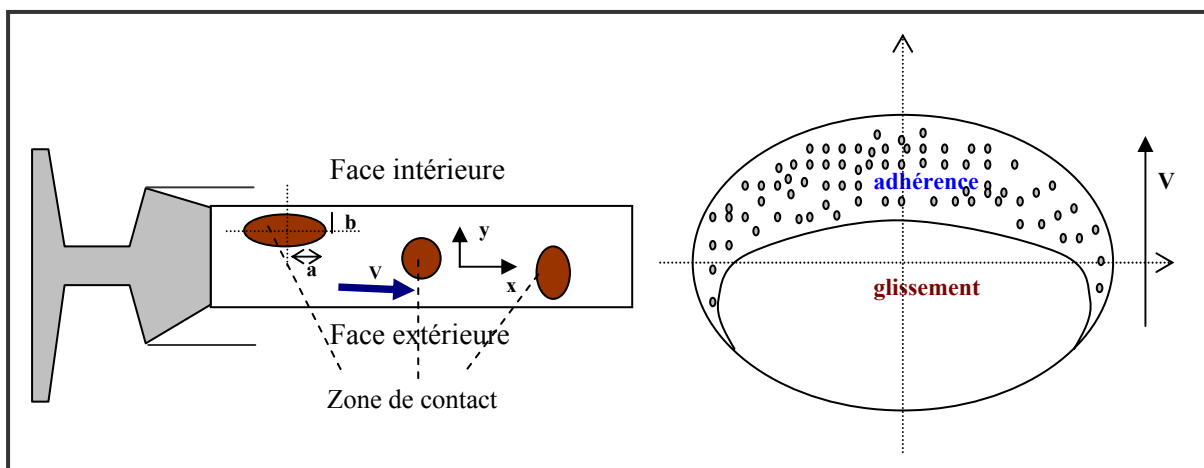 Face intérieure
b
a
V
y
x
Face extérieure
Zone de contact
adhérence
glissement
V